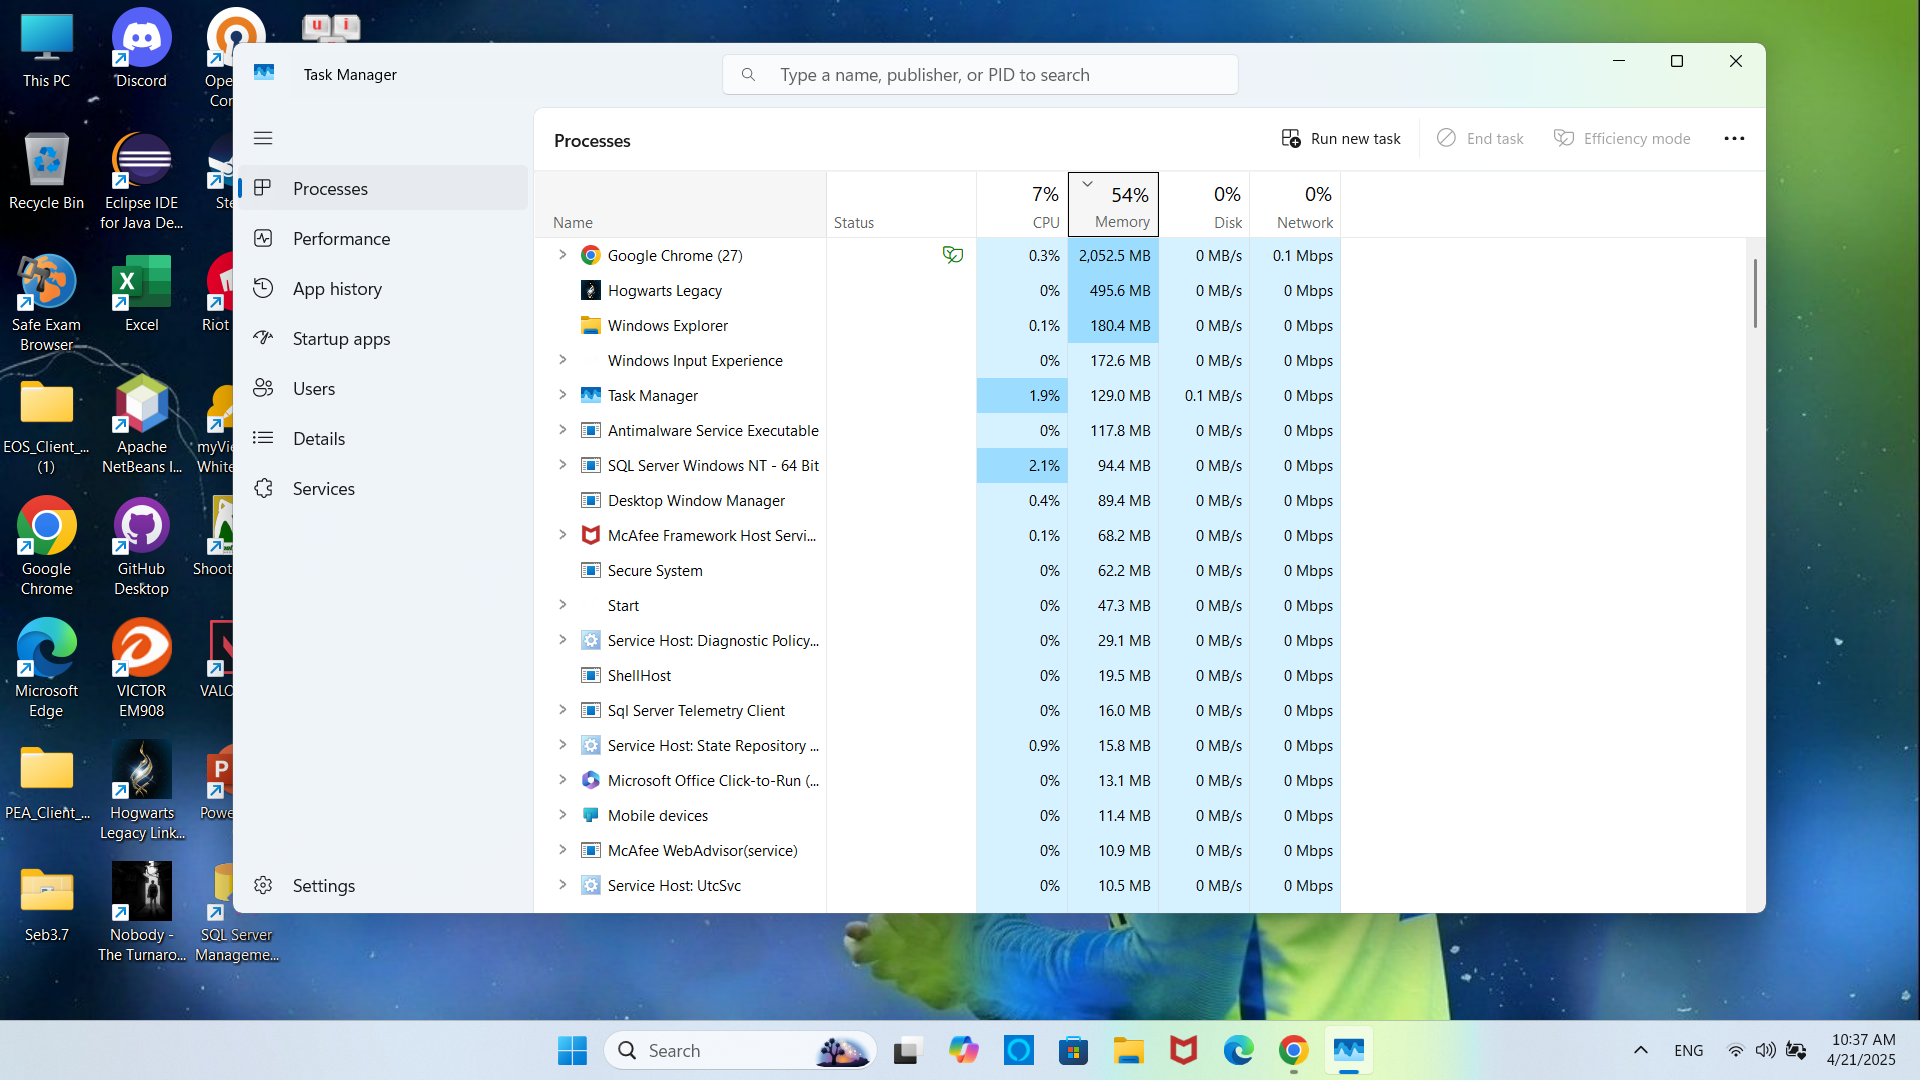 This PC
Discord
Ope...
Con...
Recycle Bin
Eclipse IDE
for Java De...
Ste
Safe Exam
Browser
Excel
Riot
EOS_Client_...
(1)
Apache
NetBeans I...
myVie
White
Google
Chrome
GitHub
Desktop
Shoot
Microsoft
Edge
VICTOR
EM908
VALO
PEA_Client_...
Hogwarts
Legacy Link...
Powe
Seb3.7
Nobody -
The Turnaro...
SQL Server
Manageme...
u i
Task Manager
Type a name, publisher, or PID to search
Processes
Performance
App history
Startup apps
Users
Details
Services
Settings
Processes
Run new task
End task
Efficiency mode
7% 54% 0% 0%
Name Status CPU Memory Disk Network
Google Chrome (27) 0.3% 2,052.5 MB 0 MB/s 0.1 Mbps
Hogwarts Legacy 0% 495.6 MB 0 MB/s 0 Mbps
Windows Explorer 0.1% 180.4 MB 0 MB/s 0 Mbps
Windows Input Experience 0% 172.6 MB 0 MB/s 0 Mbps
Task Manager 1.9% 129.0 MB 0.1 MB/s 0 Mbps
Antimalware Service Executable 0% 117.8 MB 0 MB/s 0 Mbps
SQL Server Windows NT - 64 Bit 2.1% 94.4 MB 0 MB/s 0 Mbps
Desktop Window Manager 0.4% 89.4 MB 0 MB/s 0 Mbps
McAfee Framework Host Servi... 0.1% 68.2 MB 0 MB/s 0 Mbps
Secure System 0% 62.2 MB 0 MB/s 0 Mbps
Start 0% 47.3 MB 0 MB/s 0 Mbps
Service Host: Diagnostic Policy... 0% 29.1 MB 0 MB/s 0 Mbps
ShellHost 0% 19.5 MB 0 MB/s 0 Mbps
Sql Server Telemetry Client 0% 16.0 MB 0 MB/s 0 Mbps
Service Host: State Repository ... 0.9% 15.8 MB 0 MB/s 0 Mbps
Microsoft Office Click-to-Run (... 0% 13.1 MB 0 MB/s 0 Mbps
Mobile devices 0% 11.4 MB 0 MB/s 0 Mbps
McAfee WebAdvisor(service) 0% 10.9 MB 0 MB/s 0 Mbps
Service Host: UtcSvc 0% 10.5 MB 0 MB/s 0 Mbps
Search
ENG
10:37 AM
4/21/2025